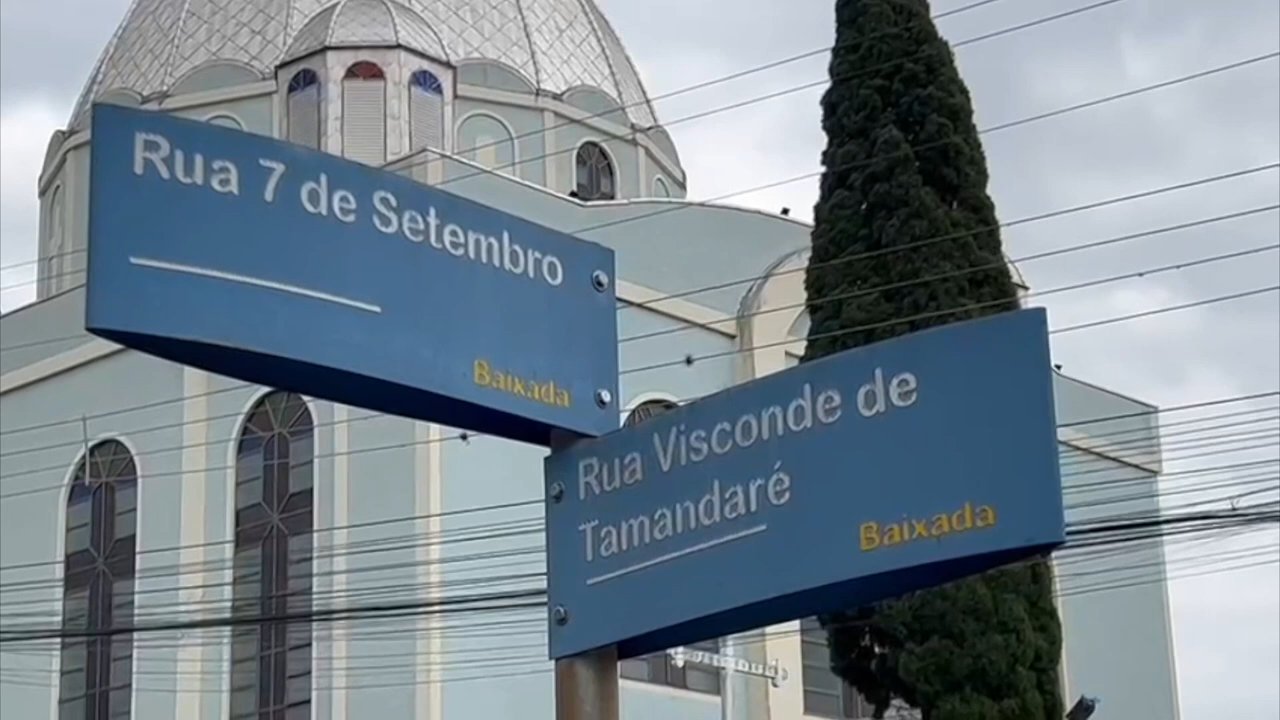 Rua 7 de Setembro
Baixada
Rua Visconde de
Tamandaré
Baixada